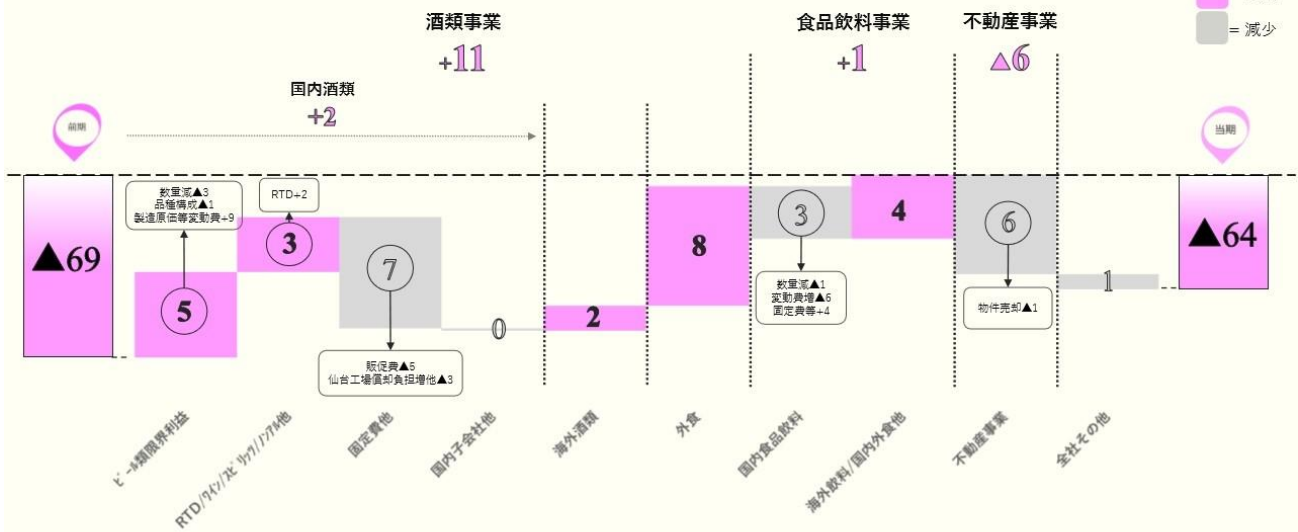 = 減少
酒類事業
+11
食品飲料事業
+1
不動産事業
△6
国内酒類
+2
前期
当期
▲69
数量減▲3
品種構成▲1
製造原価等変動費+9
5
RTD+2
3
7
販促費▲5
仙台工場償却負担増他▲3
0
2
8
3
数量減▲1
変動費増▲6
固定費等+4
4
6
物件売却▲1
1
▲64
ビール類限界利益
RTD/ワイン/スピリッツ/ノンアル他
固定費他
国内子会社他
海外酒類
外食
国内食品飲料
海外飲料/国内外食他
不動産事業
全社その他